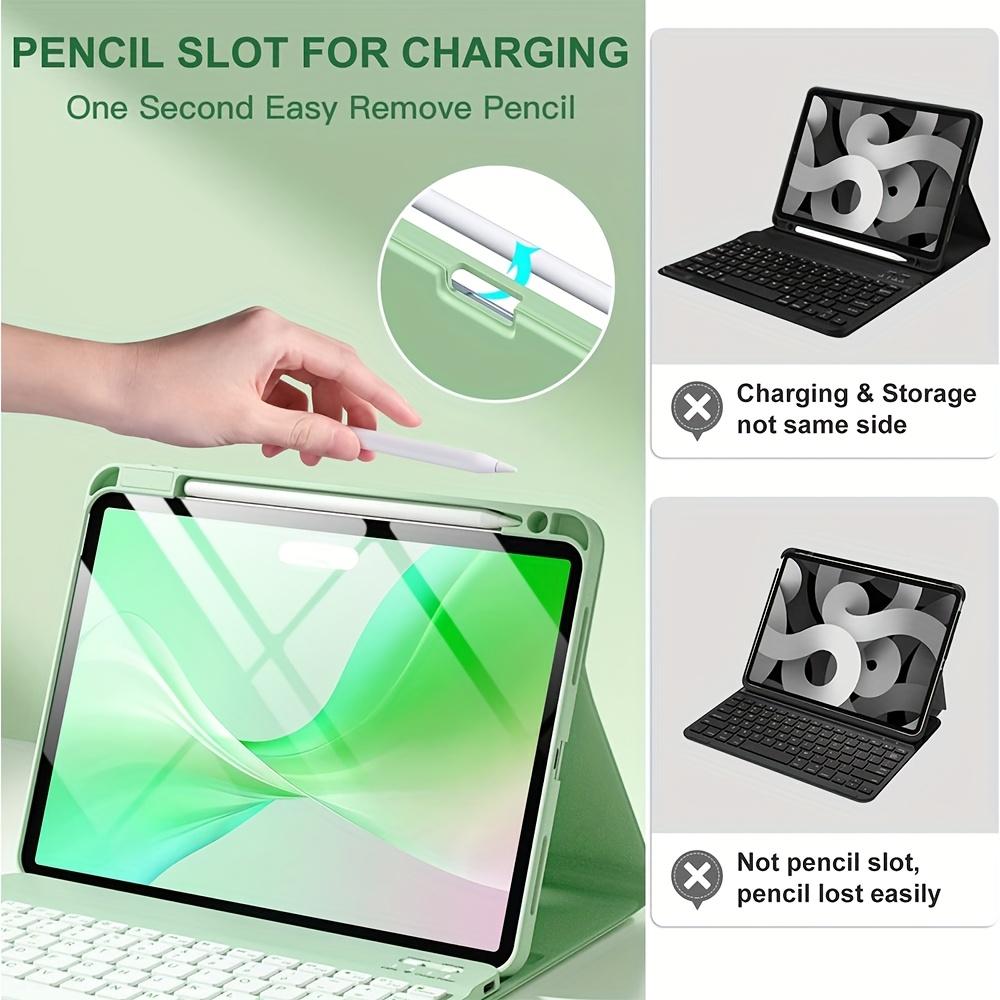 PENCIL SLOT FOR CHARGING
One Second Easy Remove Pencil
Charging & Storage
not same side
Not pencil slot,
pencil lost easily